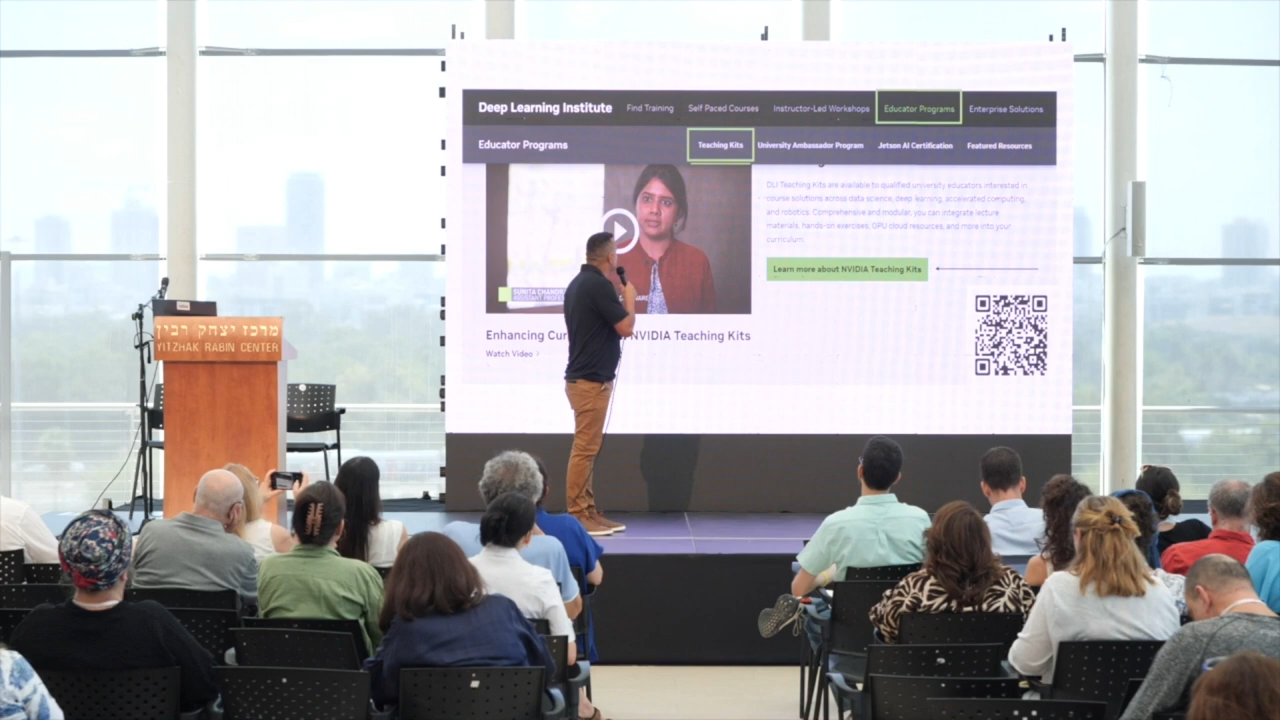 Deep Learning Institute Find Training Self Paced Courses Instructor-Led Workshops Educator Programs Enterprise Solutions
Educator Programs Teaching Kits University Ambassador Program Jetson AI Certification Featured Resources
DLI Teaching Kits are available to qualified university educators interested in
course solutions across data science, deep learning, accelerated computing,
and robotics. Comprehensive and modular, you can integrate lecture
materials, hands-on exercises, GPU cloud resources, and more into your
curriculum.
Learn more about NVIDIA Teaching Kits
SUNITA
ASSISTANT
Enhancing NVIDIA Teaching Kits
Watch Video
מרכז יצחק רבין
YITZHAK RABIN CENTER